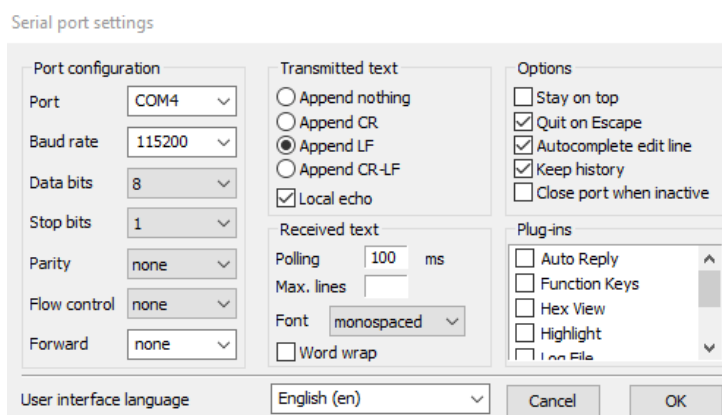 Serial port settings
Port configuration
Port COM4
Baud rate 115200
Data bits 8
Stop bits 1
Parity none
Flow control none
Forward none
Transmitted text
Append nothing
Append CR
Append LF
Append CR-LF
Local echo
Received text
Polling 100 ms
Max. lines
Font monospaced
Word wrap
Options
Stay on top
Quit on Escape
Autocomplete edit line
Keep history
Close port when inactive
Plug-ins
Auto Reply
Function Keys
Hex View
Highlight
Log File
User interface language English (en) Cancel OK